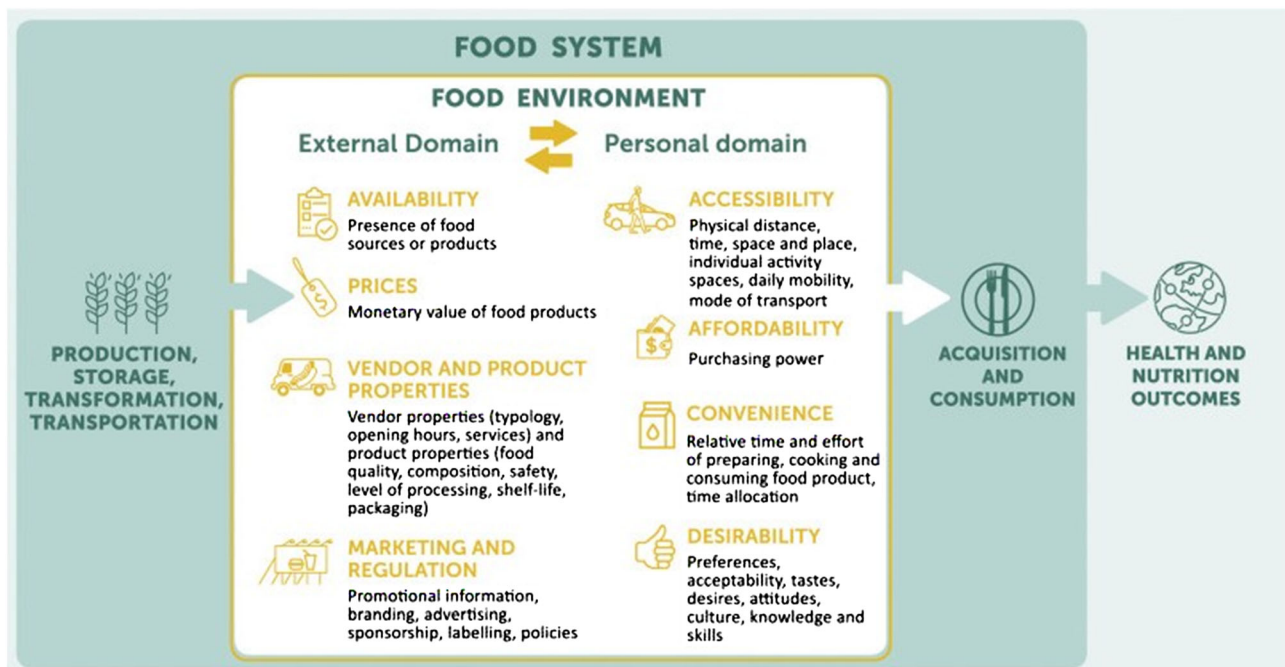 FOOD SYSTEM
FOOD ENVIRONMENT
External Domain
Personal domain
AVAILABILITY
Presence of food
sources or products
PRICES
Monetary value of food products
VENDOR AND PRODUCT
PROPERTIES
Vendor properties (typology,
opening hours, services) and
product properties (food
quality, composition, safety,
level of processing, shelf-life,
packaging)
MARKETING AND
REGULATION
Promotional information,
branding, advertising,
sponsorship, labelling, policies
ACCESSIBILITY
Physical distance,
time, space and place,
individual activity
spaces, daily mobility,
mode of transport
AFFORDABILITY
Purchasing power
CONVENIENCE
Relative time and effort
of preparing, cooking and
consuming food product,
time allocation
DESIRABILITY
Preferences,
acceptability, tastes,
desires, attitudes,
culture, knowledge and
skills
PRODUCTION,
STORAGE,
TRANSFORMATION,
TRANSPORTATION
ACQUISITION
AND
CONSUMPTION
HEALTH AND
NUTRITION
OUTCOMES